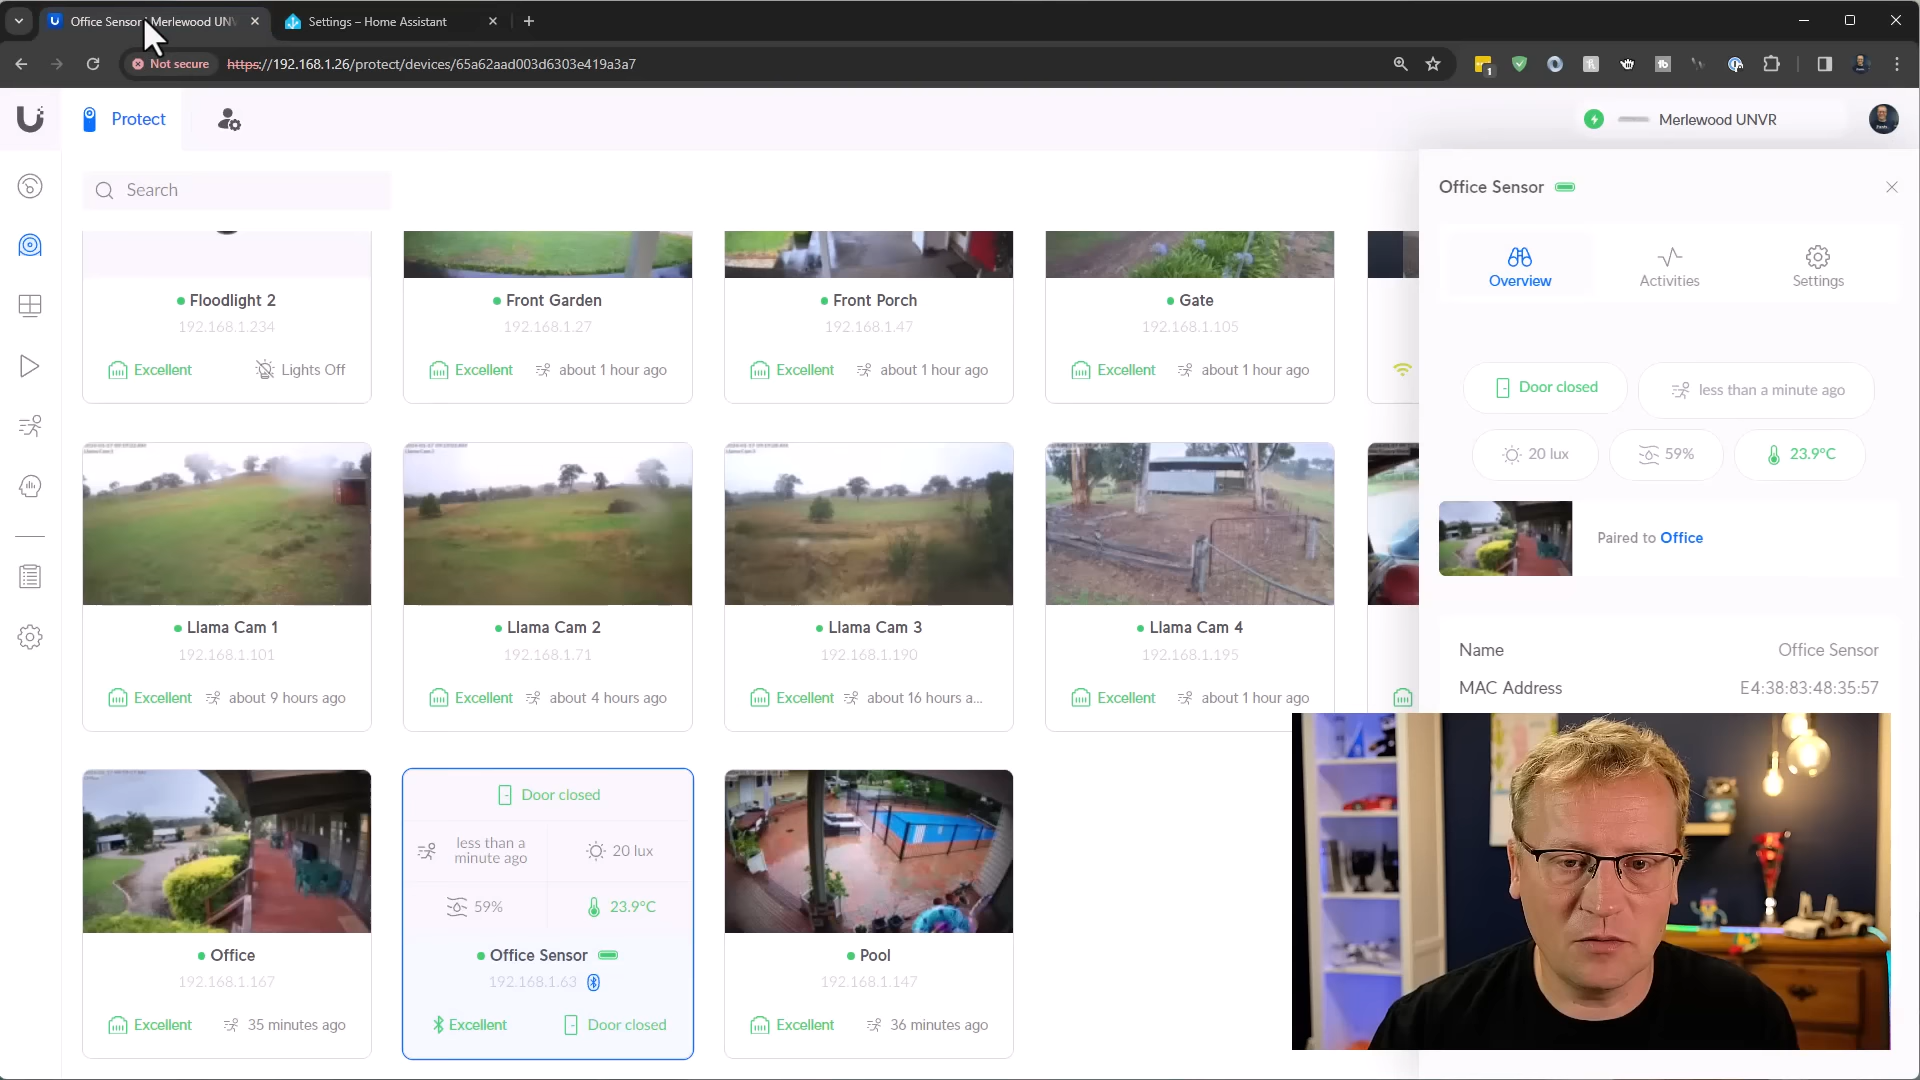 Office Sensor | Merlewood UNV
Settings – Home Assistant
Not secure
https://192.168.1.26/protect/devices/65a62aad003d6303e419a3a7
1
Protect
Merlewood UNVR
Search
Floodlight 2
192.168.1.234
Excellent
Lights Off
Front Garden
192.168.1.27
Excellent
about 1 hour ago
Front Porch
192.168.1.47
Excellent
about 1 hour ago
Gate
192.168.1.105
Excellent
about 1 hour ago
Llama Cam 1
192.168.1.101
Excellent
about 9 hours ago
Llama Cam 2
192.168.1.71
Excellent
about 4 hours ago
Llama Cam 3
192.168.1.190
Excellent
about 16 hours a...
Llama Cam 4
192.168.1.195
Excellent
about 1 hour ago
Office
192.168.1.167
Excellent
35 minutes ago
Door closed
less than a
minute ago
20 lux
59%
23.9°C
Office Sensor
192.168.1.63
Excellent
Door closed
Pool
192.168.1.147
Excellent
36 minutes ago
Office Sensor
Overview
Activities
Settings
Door closed
less than a minute ago
20 lux
59%
23.9°C
Paired to Office
Name
Office Sensor
MAC Address
E4:38:83:48:35:57